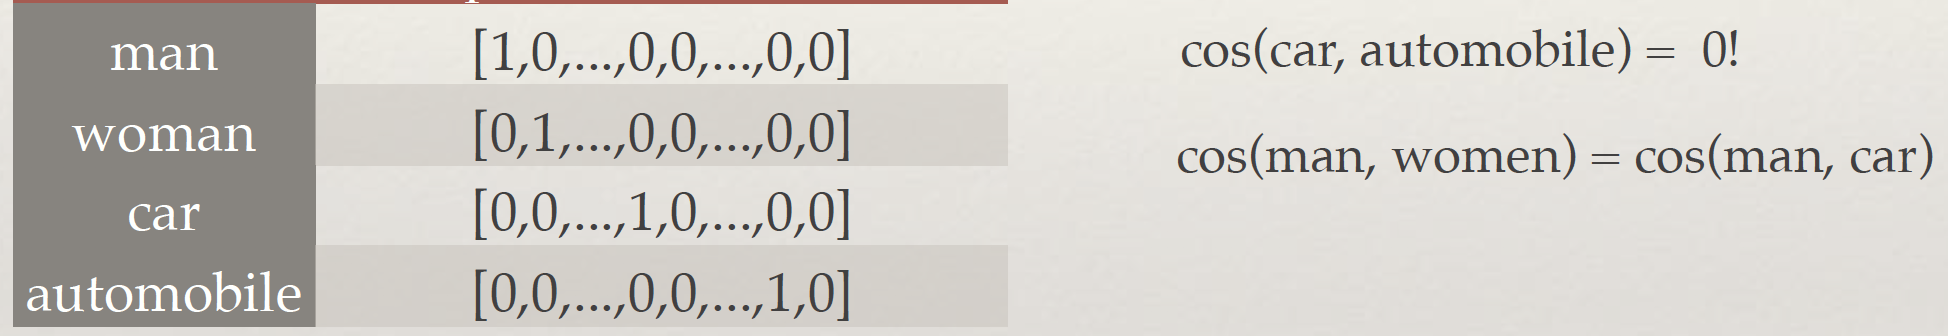 man [1,0,...,0,0,...,0,0]
woman [0,1,...,0,0,...,0,0]
car [0,0,...,1,0,...,0,0]
automobile [0,0,...,0,0,...,1,0]
cos(car, automobile) = 0!
cos(man, women) = cos(man, car)